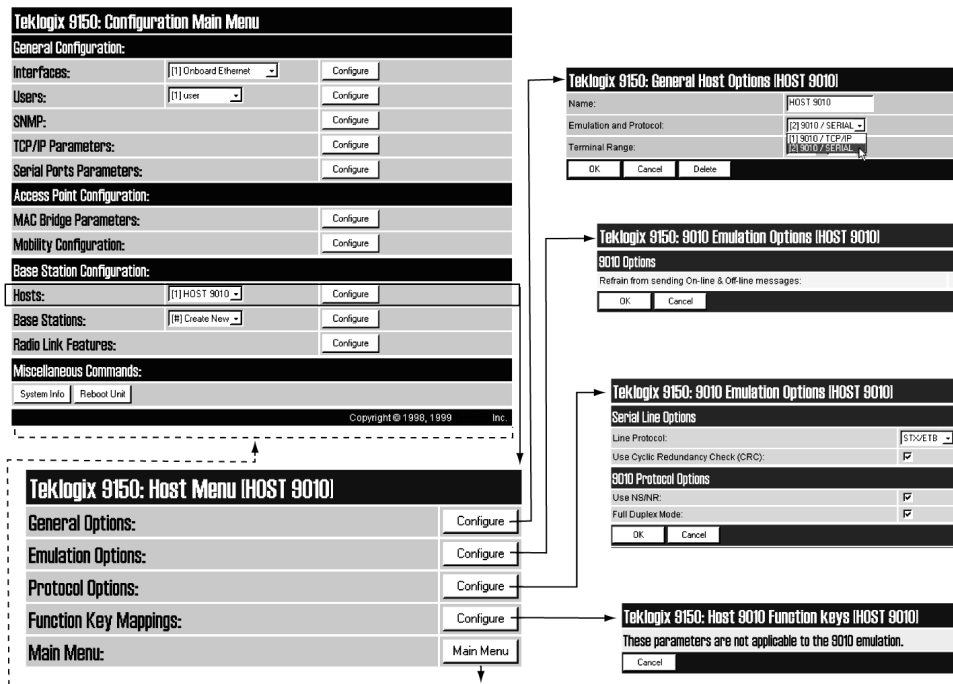 Teklogix 9150: Configuration Main Menu
General Configuration:
Interfaces: [1] Onboard Ethernet Configure
Users: [1] user Configure
SNMP: Configure
TCP/IP Parameters: Configure
Serial Ports Parameters: Configure
Access Point Configuration:
MAC Bridge Parameters: Configure
Mobility Configuration: Configure
Base Station Configuration:
Hosts: [1] HOST 9010 Configure
Base Stations: [#] Create New Configure
Radio Link Features: Configure
Miscellaneous Commands:
System Info Reboot Unit
Copyright © 1998, 1999 Inc.
Teklogix 9150: Host Menu [HOST 9010]
General Options: Configure
Emulation Options: Configure
Protocol Options: Configure
Function Key Mappings: Configure
Main Menu: Main Menu
Teklogix 9150: General Host Options [HOST 9010]
Name: HOST 9010
Emulation and Protocol: [2] 9010 / SERIAL
[1] 9010 / TCP/IP
Terminal Range: [2] 9010 / SERIAL
OK Cancel Delete
Teklogix 9150: 9010 Emulation Options [HOST 9010]
9010 Options
Refrain from sending On-line & Off-line messages:
OK Cancel
Teklogix 9150: 9010 Emulation Options [HOST 9010]
Serial Line Options
Line Protocol: STX/ETB
Use Cyclic Redundancy Check (CRC):
9010 Protocol Options
Use NS/NR:
Full Duplex Mode:
OK Cancel
Teklogix 9150: Host 9010 Function Keys [HOST 9010]
These parameters are not applicable to the 9010 emulation.
Cancel